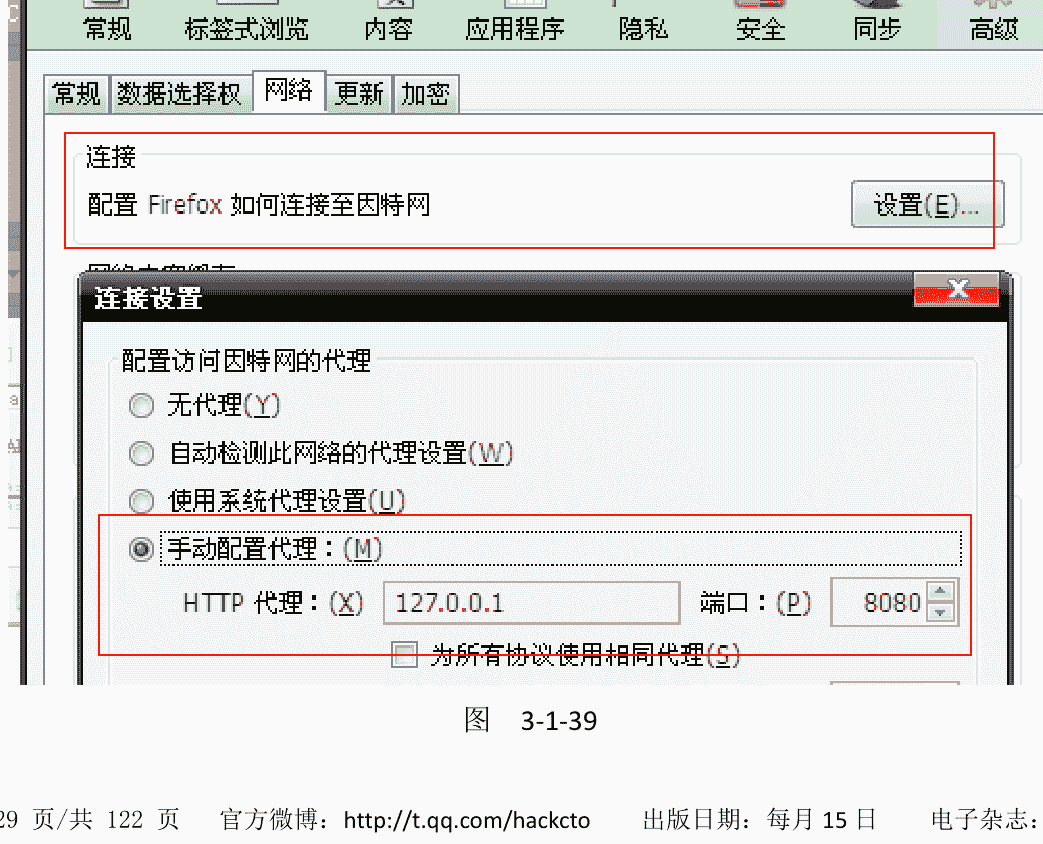 常规 标签式浏览 内容 应用程序 隐私 安全 同步 高级
常规 数据选择权 网络 更新 加密
连接
配置 Firefox 如何连接至因特网 设置(E)...
连接设置
配置访问因特网的代理
无代理(Y)
自动检测此网络的代理设置(W)
使用系统代理设置(U)
手动配置代理：(M)
HTTP 代理：(X) 127.0.0.1 端口：(P) 8080
为所有协议使用相同代理(S)
图 3-1-39
29 页/共 122 页 官方微博：http://t.qq.com/hackcto 出版日期：每月 15 日 电子杂志：